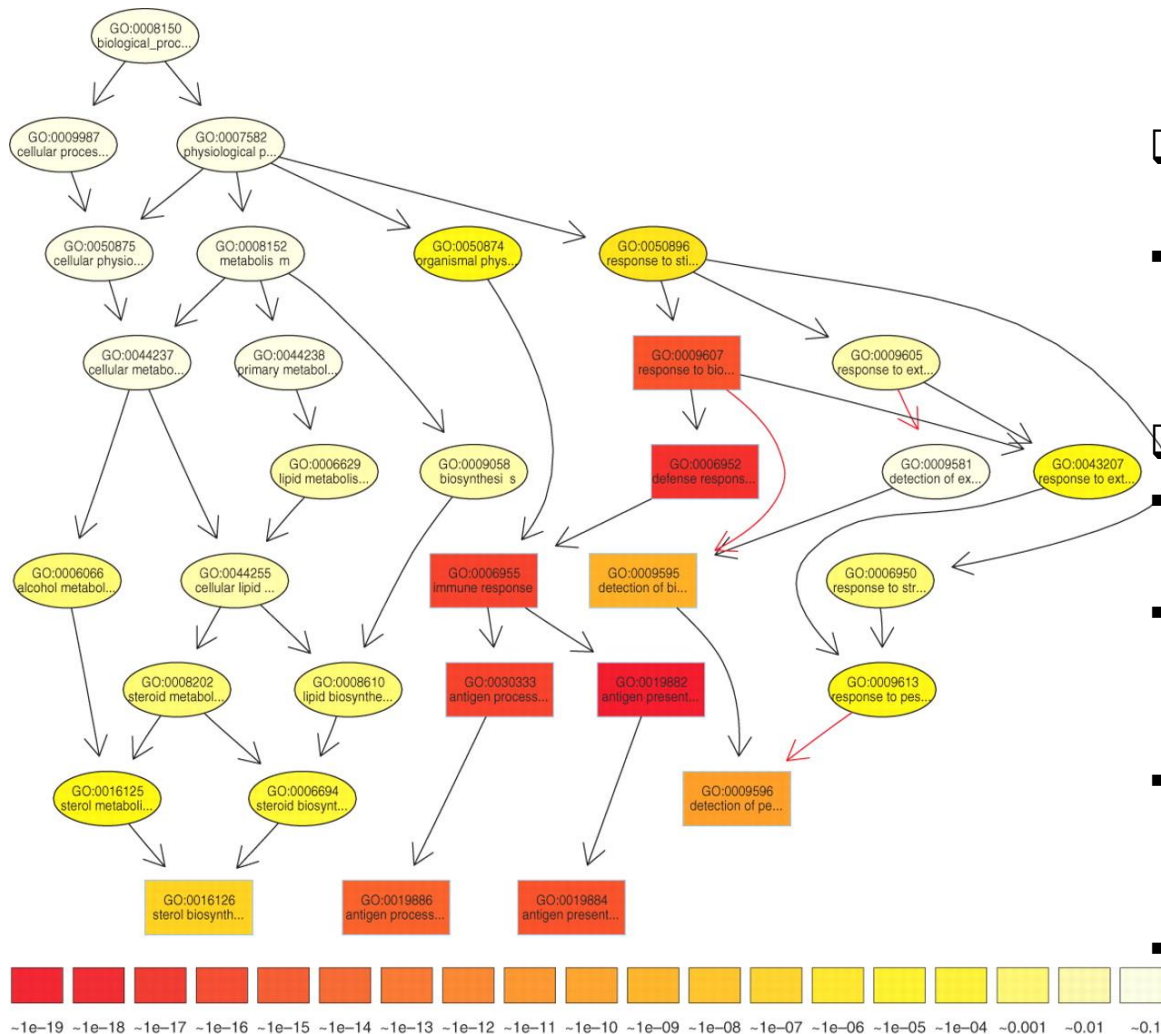 GO:0008150
biological_proc...
GO:0009987
cellular proces...
GO:0007582
physiological p...
GO:0050875
cellular physio...
GO:0008152
metabolis m
GO:0050874
organismal phys...
GO:0050896
response to sti...
GO:0044237
cellular metabo...
GO:0044238
primary metabol...
GO:0009607
response to bio...
GO:0009605
response to ext...
GO:0006629
lipid metabolis...
GO:0009058
biosynthesi s
GO:0006952
defense respons...
GO:0009581
detection of ex...
GO:0043207
response to ext...
GO:0006066
alcohol metabol...
GO:0044255
cellular lipid ...
GO:0006955
immune response
GO:0009595
detection of bi...
GO:0006950
response to str...
GO:0008202
steroid metabol...
GO:0008610
lipid biosynthe...
GO:0030333
antigen process...
GO:0019882
antigen present...
GO:0009613
response to pes...
GO:0016125
sterol metaboli...
GO:0006694
steroid biosynt...
GO:0009596
detection of pe...
GO:0016126
sterol biosynth...
GO:0019886
antigen process...
GO:0019884
antigen present...
~1e-19 ~1e-18 ~1e-17 ~1e-16 ~1e-15 ~1e-14 ~1e-13 ~1e-12 ~1e-11 ~1e-10 ~1e-09 ~1e-08 ~1e-07 ~1e-06 ~1e-05 ~1e-04 ~0.001 ~0.01 ~0.1